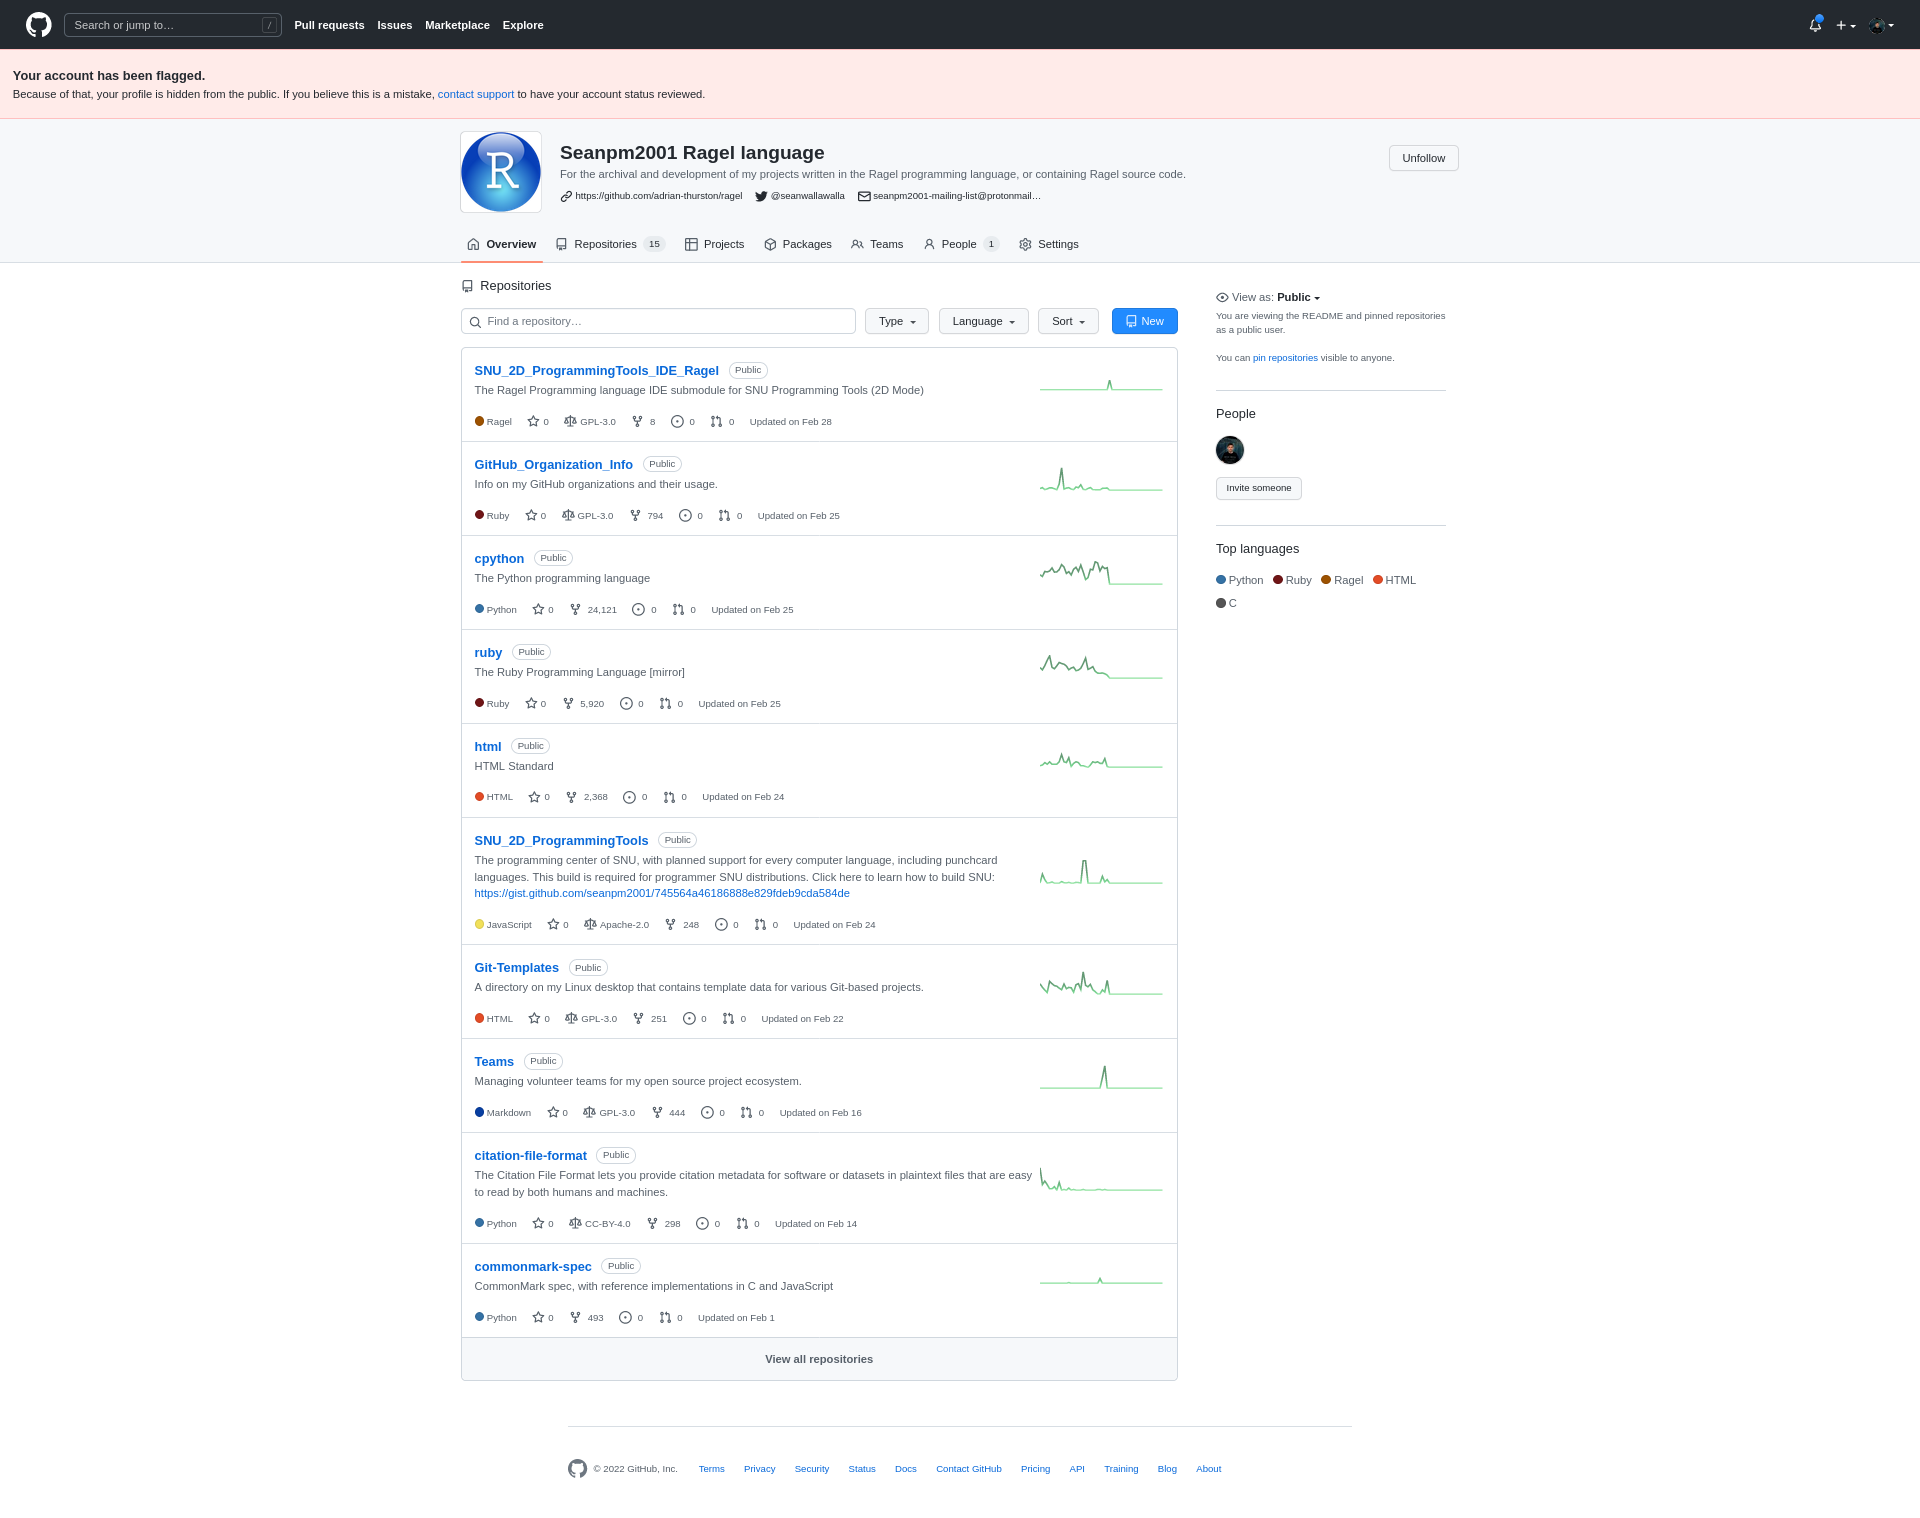 Search or jump to… /
Pull requests Issues Marketplace Explore
Your account has been flagged.
Because of that, your profile is hidden from the public. If you believe this is a mistake, contact support to have your account status reviewed.
R
Seanpm2001 Ragel language
For the archival and development of my projects written in the Ragel programming language, or containing Ragel source code.
https://github.com/adrian-thurston/ragel @seanwallawalla seanpm2001-mailing-list@protonmail…
Unfollow
Overview Repositories 15 Projects Packages Teams People 1 Settings
Repositories
Find a repository… Type Language Sort New
SNU_2D_ProgrammingTools_IDE_Ragel Public
The Ragel Programming language IDE submodule for SNU Programming Tools (2D Mode)
Ragel 0 GPL-3.0 8 0 0 Updated on Feb 28
GitHub_Organization_Info Public
Info on my GitHub organizations and their usage.
Ruby 0 GPL-3.0 794 0 0 Updated on Feb 25
cpython Public
The Python programming language
Python 0 24,121 0 0 Updated on Feb 25
ruby Public
The Ruby Programming Language [mirror]
Ruby 0 5,920 0 0 Updated on Feb 25
html Public
HTML Standard
HTML 0 2,368 0 0 Updated on Feb 24
SNU_2D_ProgrammingTools Public
The programming center of SNU, with planned support for every computer language, including punchcard
languages. This build is required for programmer SNU distributions. Click here to learn how to build SNU:
https://gist.github.com/seanpm2001/745564a46186888e829fdeb9cda584de
JavaScript 0 Apache-2.0 248 0 0 Updated on Feb 24
Git-Templates Public
A directory on my Linux desktop that contains template data for various Git-based projects.
HTML 0 GPL-3.0 251 0 0 Updated on Feb 22
Teams Public
Managing volunteer teams for my open source project ecosystem.
Markdown 0 GPL-3.0 444 0 0 Updated on Feb 16
citation-file-format Public
The Citation File Format lets you provide citation metadata for software or datasets in plaintext files that are easy
to read by both humans and machines.
Python 0 CC-BY-4.0 298 0 0 Updated on Feb 14
commonmark-spec Public
CommonMark spec, with reference implementations in C and JavaScript
Python 0 493 0 0 Updated on Feb 1
View all repositories
View as: Public
You are viewing the README and pinned repositories
as a public user.
You can pin repositories visible to anyone.
People
Invite someone
Top languages
Python Ruby Ragel HTML
C
© 2022 GitHub, Inc. Terms Privacy Security Status Docs Contact GitHub Pricing API Training Blog About